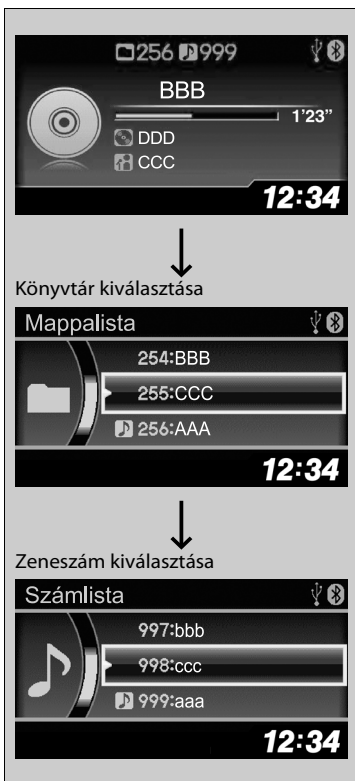 256 999
BBB
1'23"
DDD
CCC
12:34
Könyvtár kiválasztása
Mappalista
254:BBB
255:CCC
256:AAA
12:34
Zeneszám kiválasztása
Számlista
997:bbb
998:ccc
999:aaa
12:34